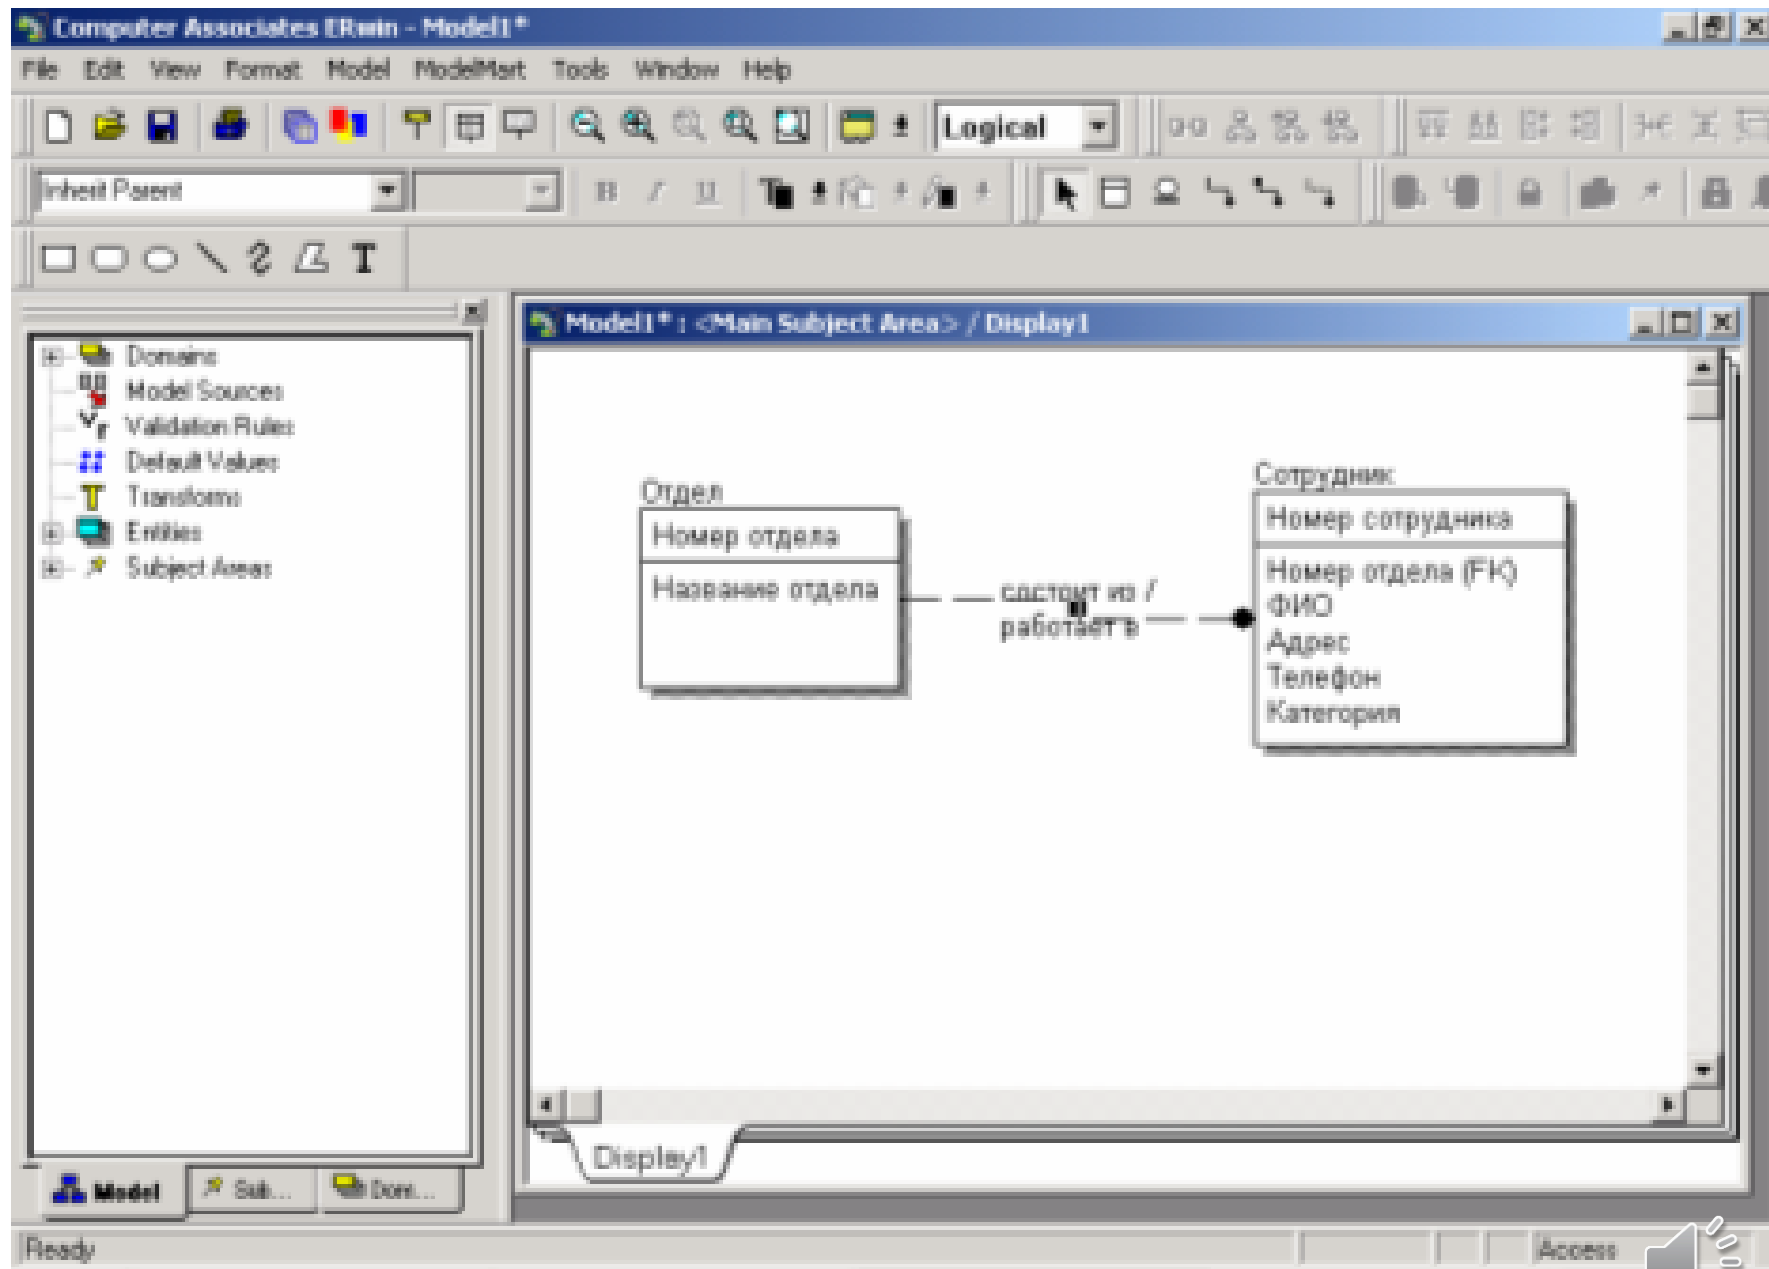 Computer Associates ERwin - Model1*
File Edit View Format Model ModelMart Tools Window Help
Logical
Inherit Parent
B I U
T
Model1* : <Main Subject Area> / Display1
Domains
Model Sources
Validation Rules
Default Values
Transforms
Entities
Subject Areas
Отдел
Номер отдела
Название отдела
состоит из /
работает в
Сотрудник
Номер сотрудника
Номер отдела (FK)
ФИО
Адрес
Телефон
Категория
Display1
Model Sub... Dom...
Ready
Access